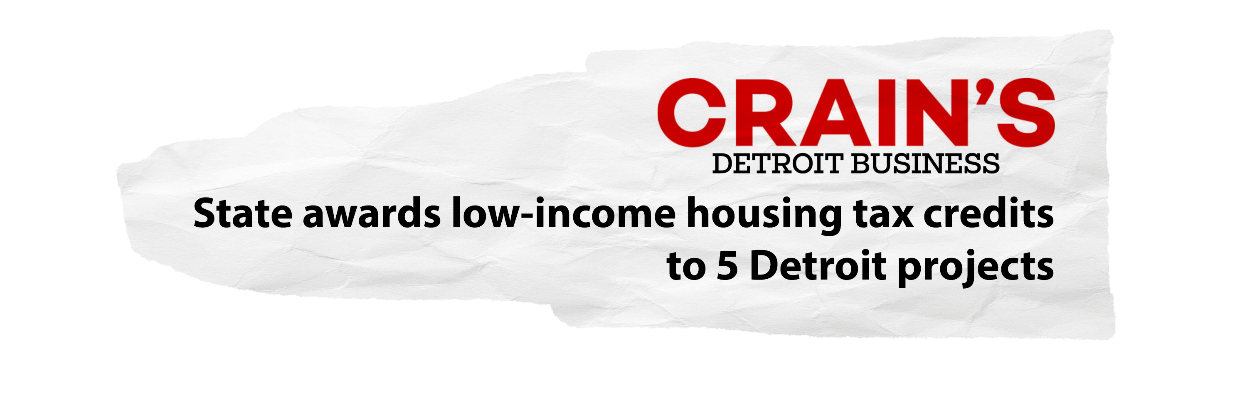 CRAIN'S
DETROIT BUSINESS
State awards low-income housing tax credits
to 5 Detroit projects